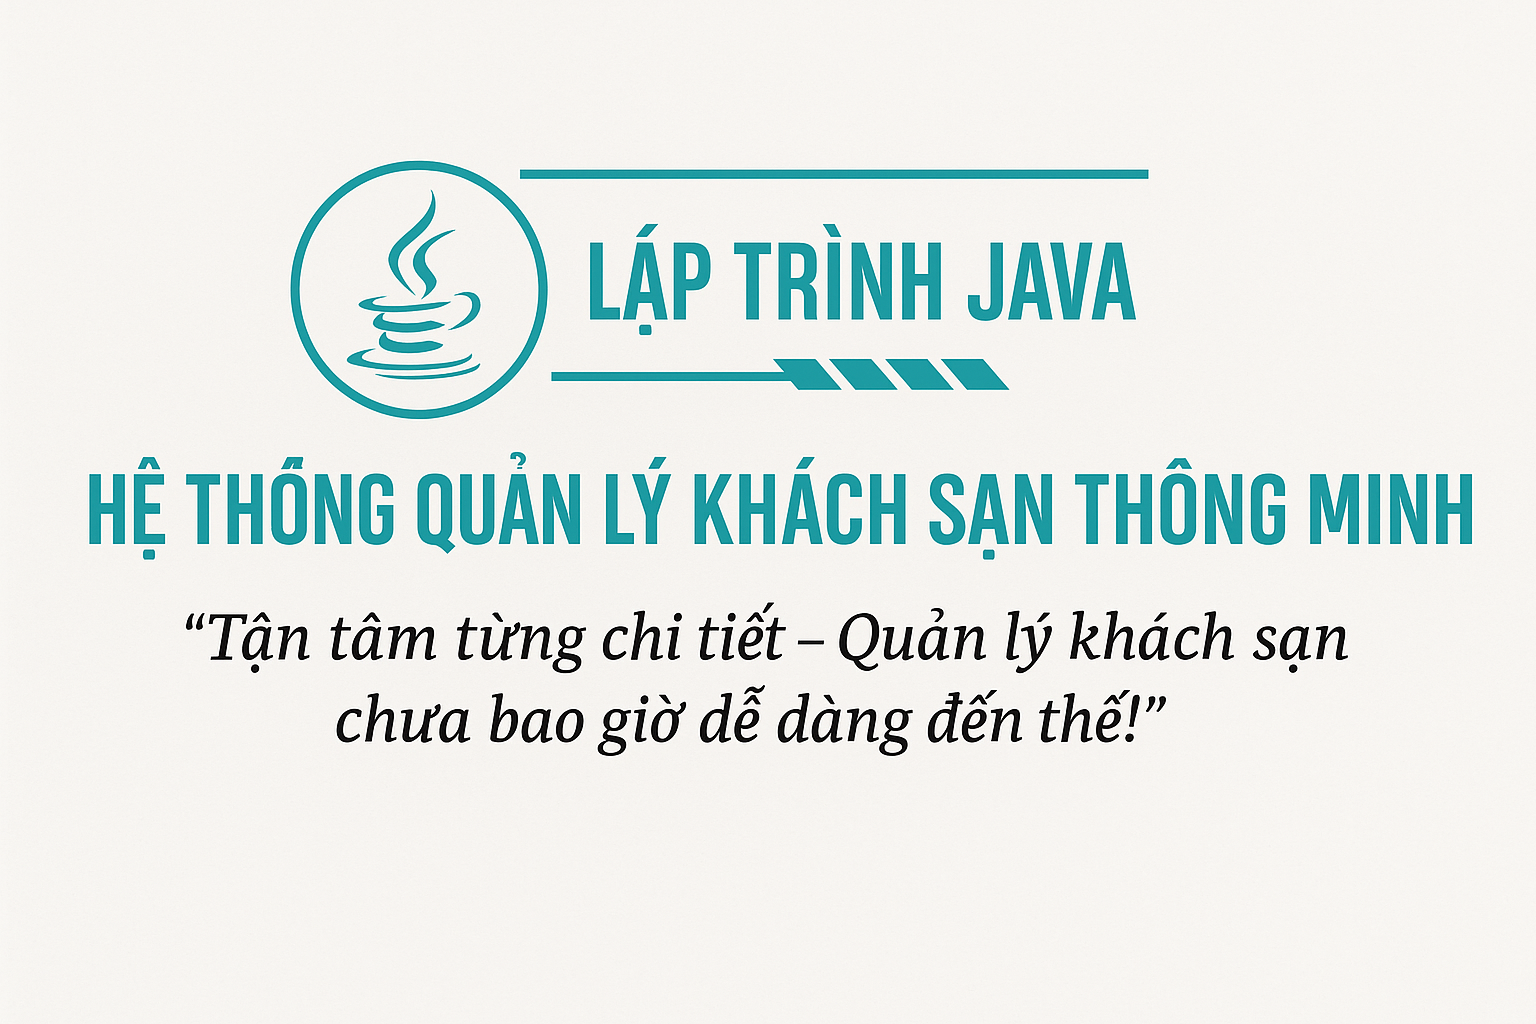 LẠ́P TRÌNH JAVA
HỆ THỐNG QUẢN LÝ KHÁCH SẠN THÔNG MINH
“Tận tâm từng chi tiết – Quản lý khách sạn
chưa bao giờ dễ dàng đến thế!”